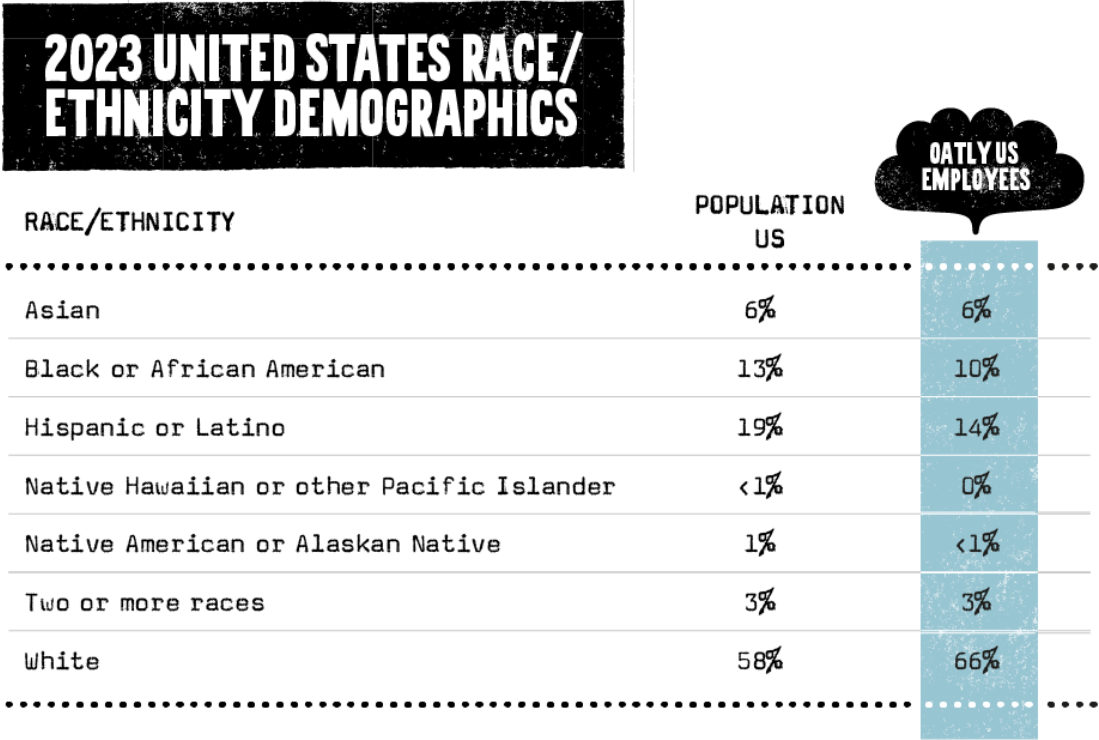 2023 UNITED STATES RACE/
ETHNICITY DEMOGRAPHICS
OATLY US
EMPLOYEES
RACE/ETHNICITY
POPULATION
US
Asian 6% 6%
Black or African American 13% 10%
Hispanic or Latino 19% 14%
Native Hawaiian or other Pacific Islander <1% 0%
Native American or Alaskan Native 1% <1%
Two or more races 3% 3%
White 58% 66%